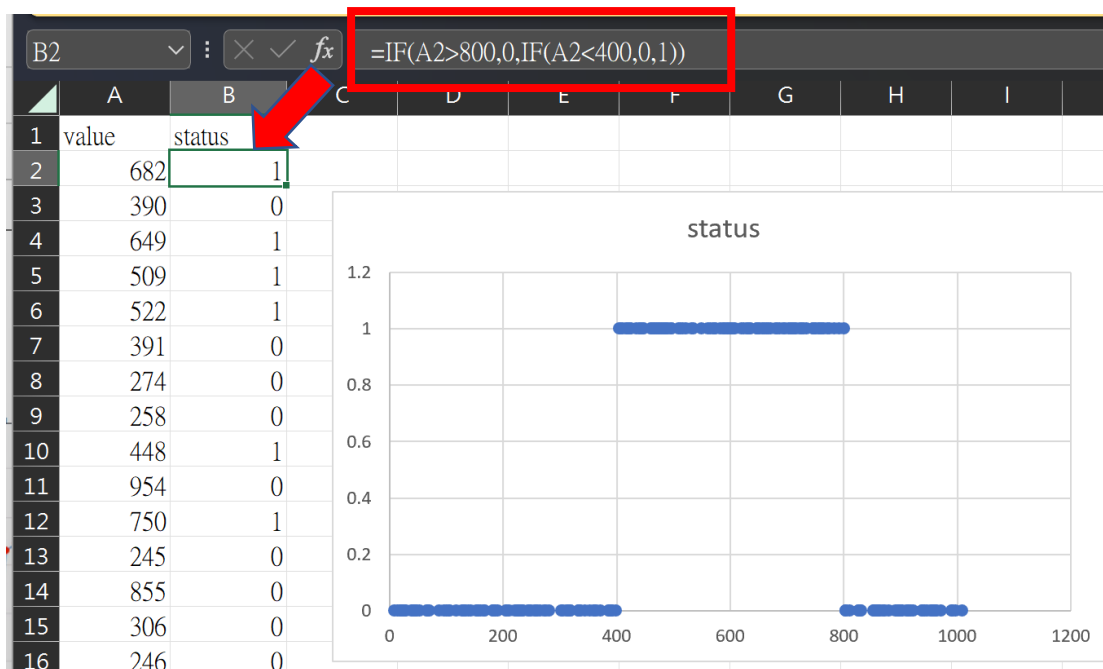 B2 fx =IF(A2>800,0,IF(A2<400,0,1))
A B C D E F G H I
1 value status
2 682 1
3 390 0
4 649 1
5 509 1
6 522 1
7 391 0
8 274 0
9 258 0
10 448 1
11 954 0
12 750 1
13 245 0
14 855 0
15 306 0
16 246 0
status
1.2
1
0.8
0.6
0.4
0.2
0
0 200 400 600 800 1000 1200